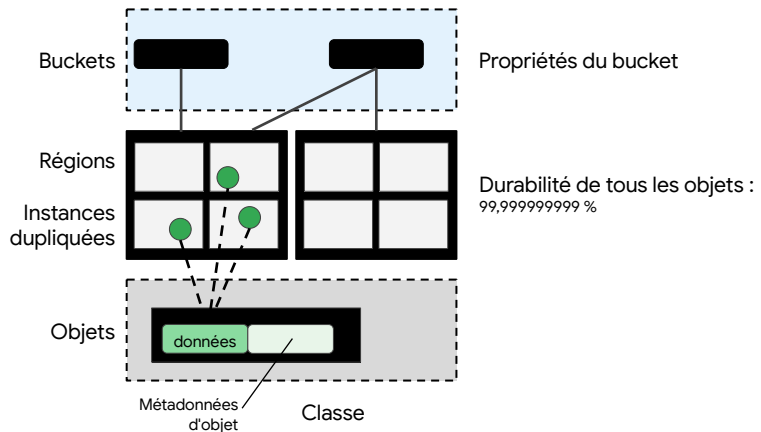 Buckets
Propriétés du bucket
Régions
Instances
dupliquées
Durabilité de tous les objets :
99,999999999 %
Objets
données
Métadonnées
d'objet
Classe